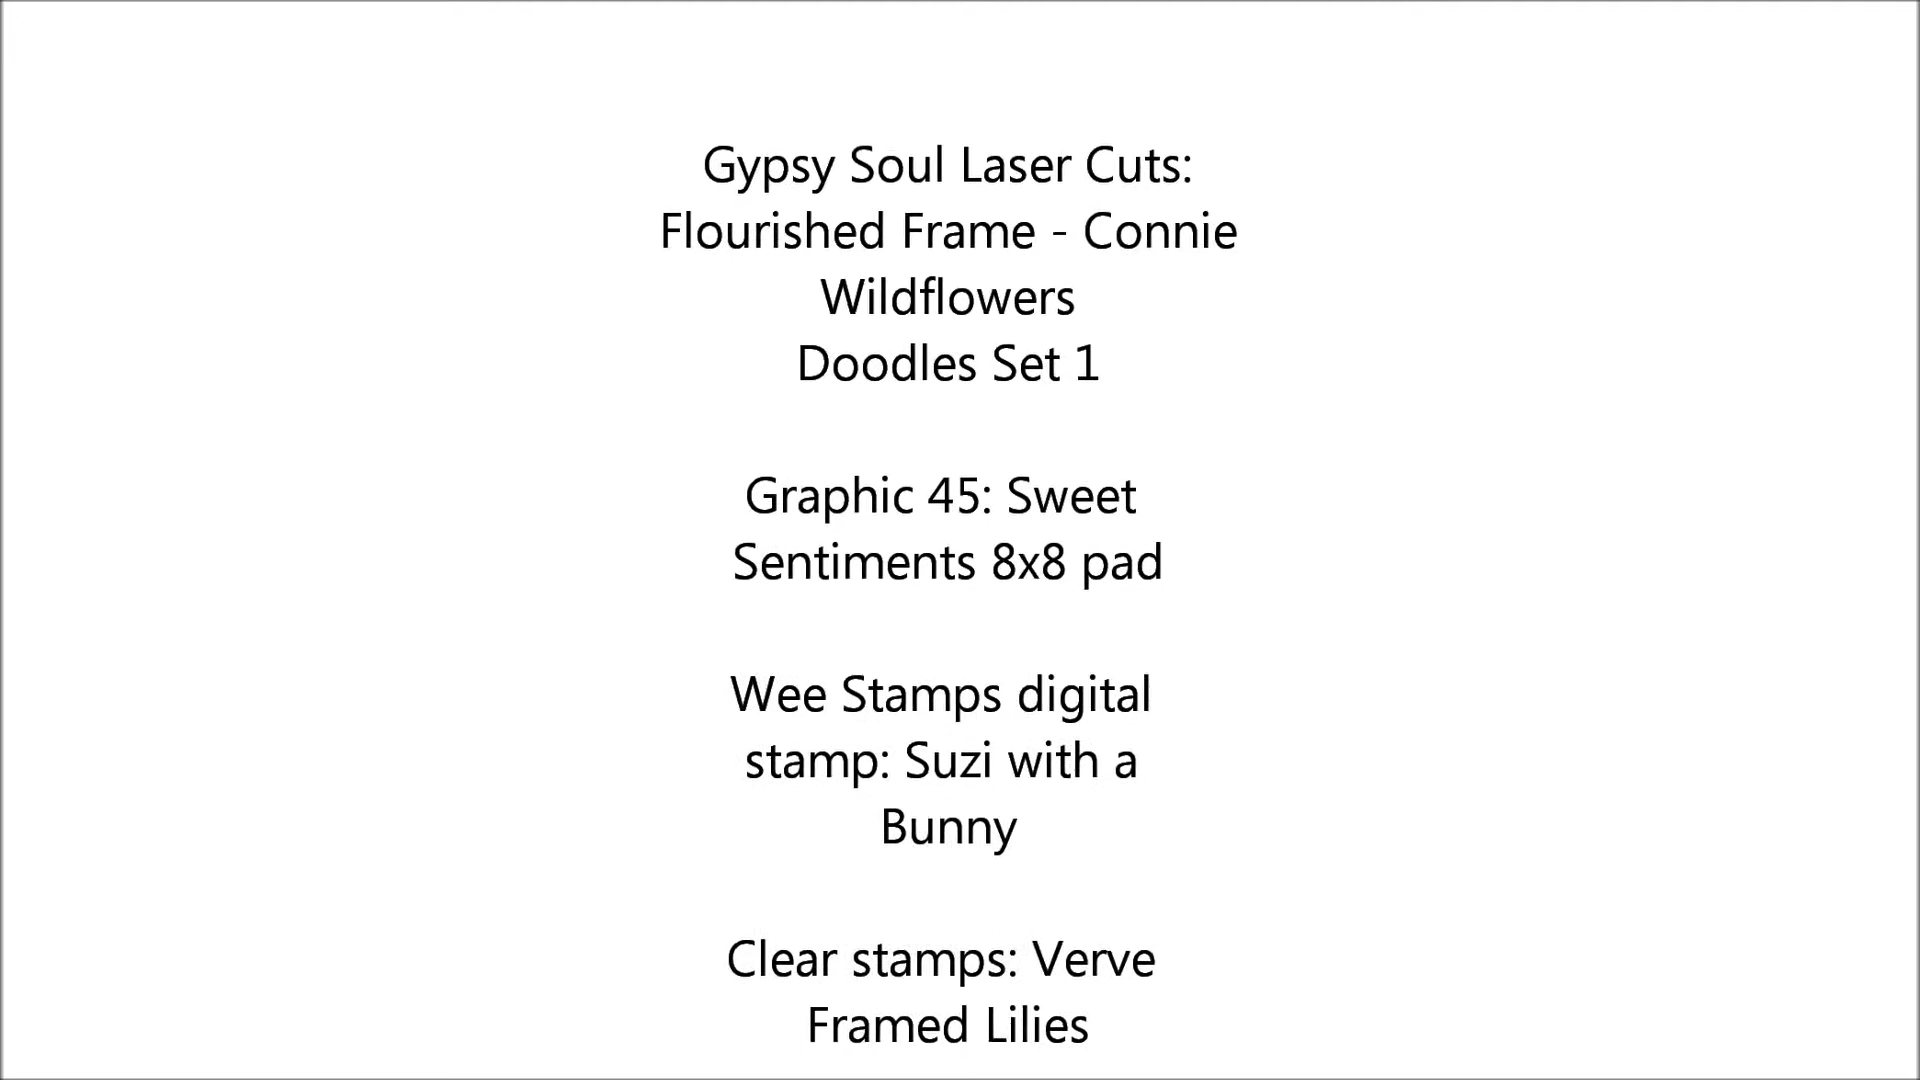 Gypsy Soul Laser Cuts:
Flourished Frame - Connie
Wildflowers
Doodles Set 1
Graphic 45: Sweet
Sentiments 8x8 pad
Wee Stamps digital
stamp: Suzi with a
Bunny
Clear stamps: Verve
Framed Lilies